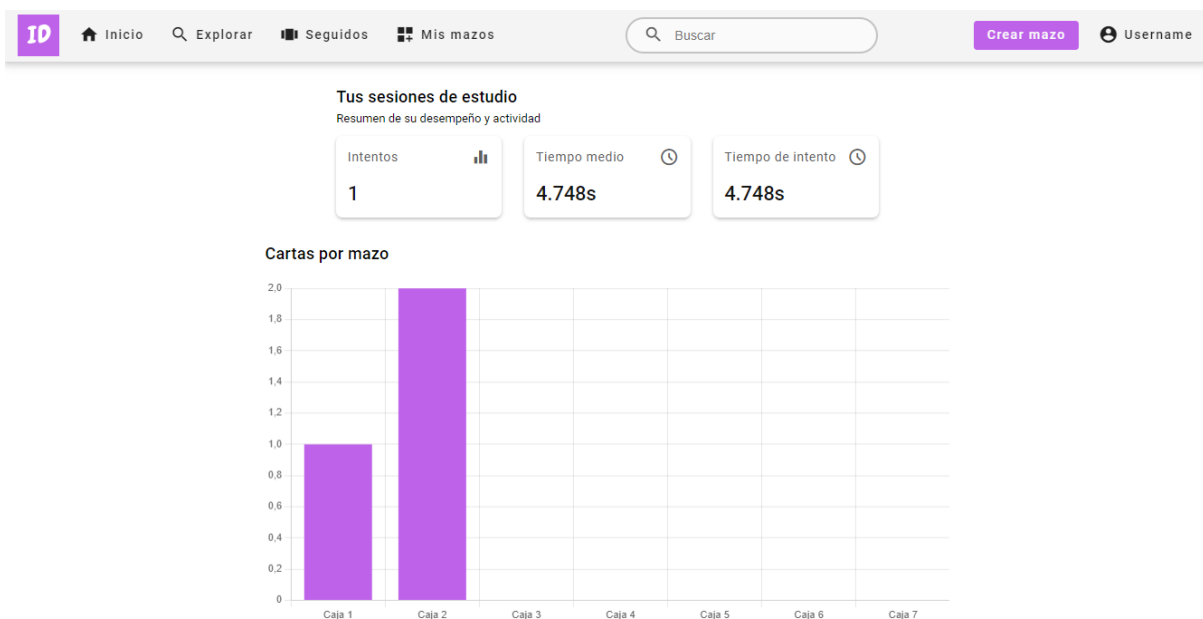 ID Inicio Explorar Seguidos Mis mazos Buscar Crear mazo Username
Tus sesiones de estudio
Resumen de su desempeño y actividad
Intentos Tiempo medio Tiempo de intento
1 4.748s 4.748s
Cartas por mazo
2,0
1,8
1,6
1,4
1,2
1,0
0,8
0,6
0,4
0,2
0
Caja 1 Caja 2 Caja 3 Caja 4 Caja 5 Caja 6 Caja 7